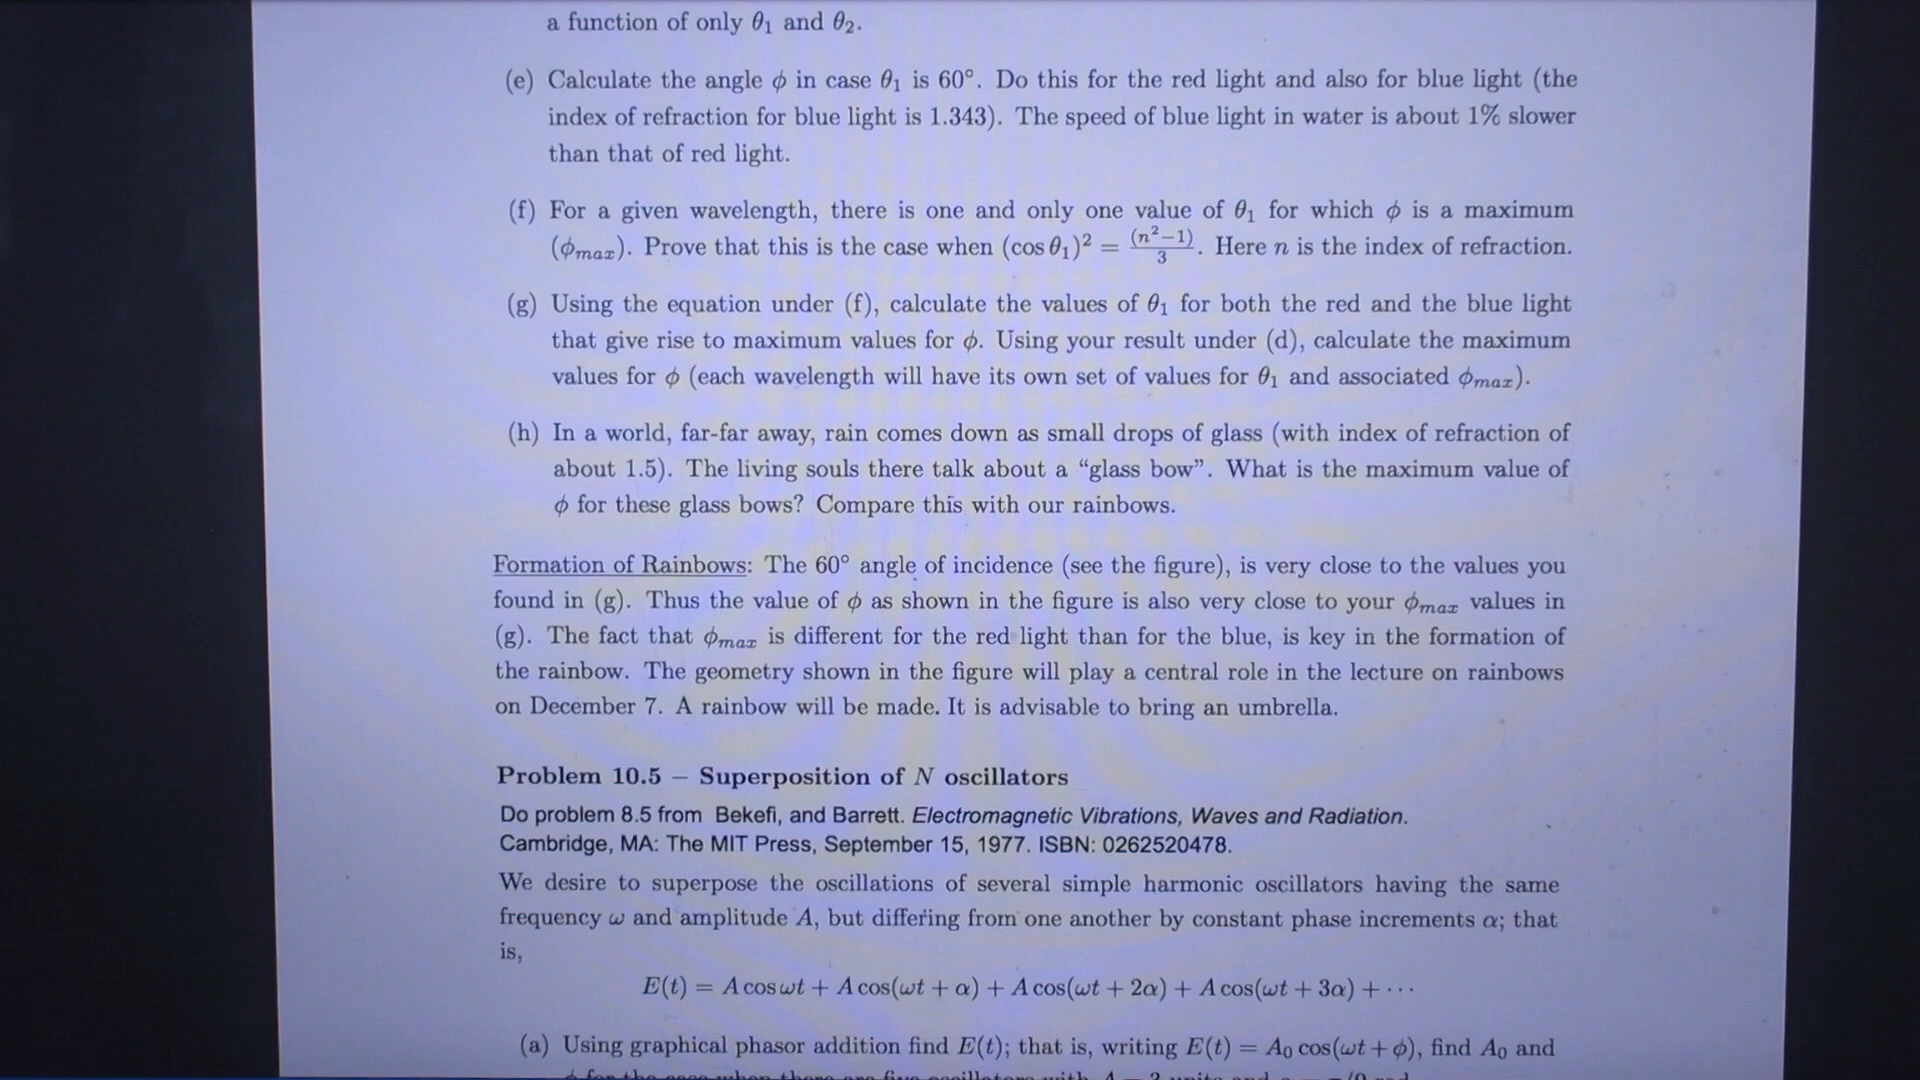 a function of only θ₁ and θ₂.
(e) Calculate the angle ϕ in case θ₁ is 60°. Do this for the red light and also for blue light (the
index of refraction for blue light is 1.343). The speed of blue light in water is about 1% slower
than that of red light.
(f) For a given wavelength, there is one and only one value of θ₁ for which ϕ is a maximum
(ϕₘₐₓ). Prove that this is the case when (cos θ₁)² = (n²−1)/3. Here n is the index of refraction.
(g) Using the equation under (f), calculate the values of θ₁ for both the red and the blue light
that give rise to maximum values for ϕ. Using your result under (d), calculate the maximum
values for ϕ (each wavelength will have its own set of values for θ₁ and associated ϕₘₐₓ).
(h) In a world, far-far away, rain comes down as small drops of glass (with index of refraction of
about 1.5). The living souls there talk about a “glass bow”. What is the maximum value of
ϕ for these glass bows? Compare this with our rainbows.
Formation of Rainbows: The 60° angle of incidence (see the figure), is very close to the values you
found in (g). Thus the value of ϕ as shown in the figure is also very close to your ϕₘₐₓ values in
(g). The fact that ϕₘₐₓ is different for the red light than for the blue, is key in the formation of
the rainbow. The geometry shown in the figure will play a central role in the lecture on rainbows
on December 7. A rainbow will be made. It is advisable to bring an umbrella.
Problem 10.5 – Superposition of N oscillators
Do problem 8.5 from Bekefi, and Barrett. Electromagnetic Vibrations, Waves and Radiation.
Cambridge, MA: The MIT Press, September 15, 1977. ISBN: 0262520478.
We desire to superpose the oscillations of several simple harmonic oscillators having the same
frequency ω and amplitude A, but differing from one another by constant phase increments α; that
is,
E(t) = A cos ωt + A cos(ωt + α) + A cos(ωt + 2α) + A cos(ωt + 3α) + ···
(a) Using graphical phasor addition find E(t); that is, writing E(t) = A₀ cos(ωt + ϕ), find A₀ and